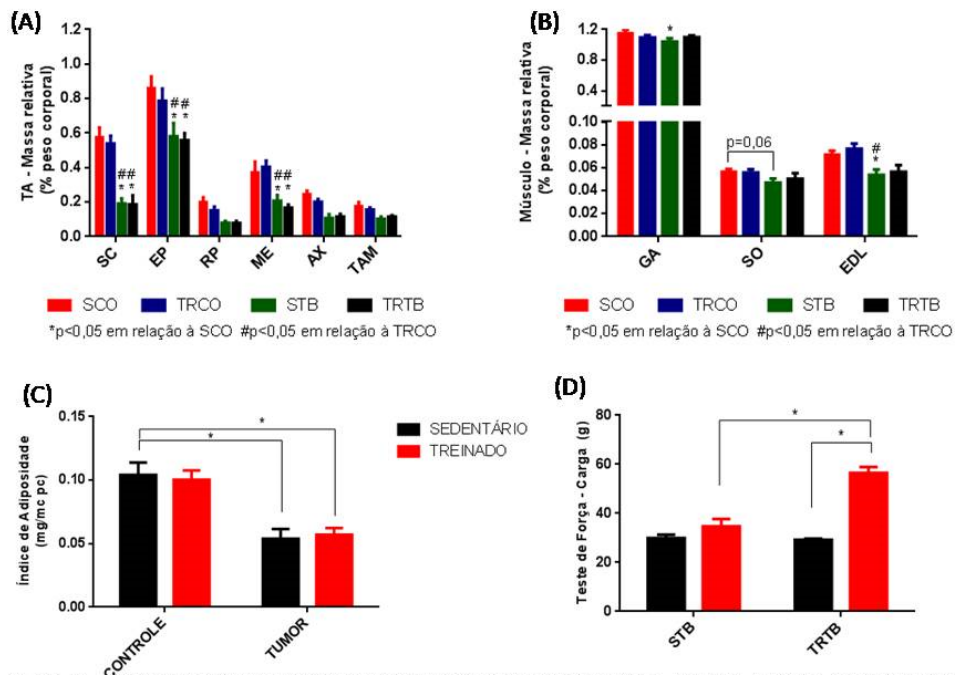 (A)
TA - Massa relativa
(% peso corporal)
1.2
1.0
0.8
0.6
0.4
0.2
0.0
##
**
##
**
##
**
SC
EP
RP
ME
AX
TAM
SCO
TRCO
STB
TRTB
*p<0,05 em relação à SCO #p<0,05 em relação à TRCO
(B)
Músculo - Massa relativa
(% peso corporal)
1.2
1.0
0.10
0.08
0.06
0.04
0.02
0.00
*
p=0,06
#
*
GA
SO
EDL
SCO
TRCO
STB
TRTB
*p<0,05 em relação à SCO #p<0,05 em relação à TRCO
(C)
Índice de Adiposidade
(mg/mc pc)
0.15
0.10
0.05
0.00
*
*
CONTROLE
TUMOR
SEDENTÁRIO
TREINADO
(D)
Teste de Força - Carga (g)
80
60
40
20
0
*
*
STB
TRTB